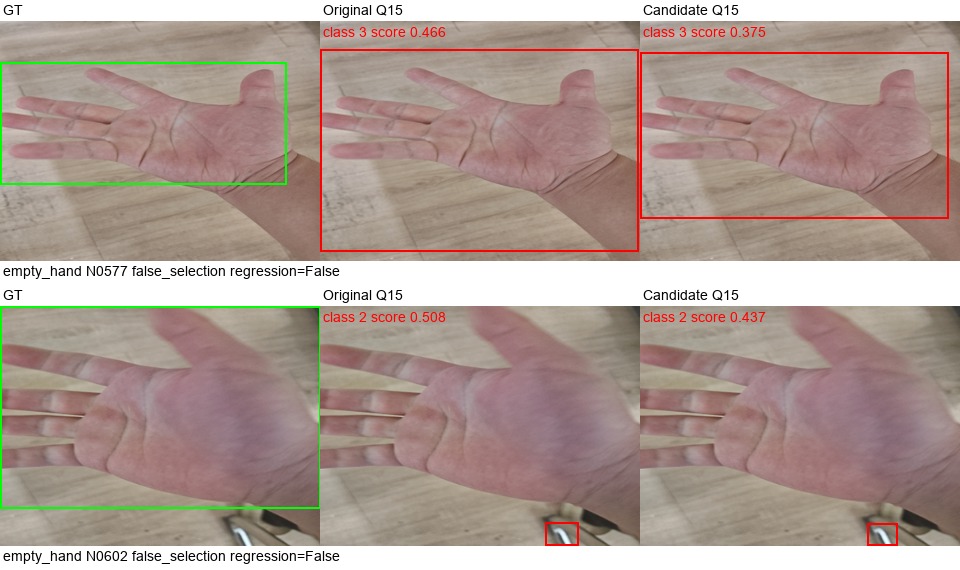 GT
Original Q15
Candidate Q15
class 3 score 0.466
class 3 score 0.375
empty_hand N0577 false_selection regression=False
GT
Original Q15
Candidate Q15
class 2 score 0.508
class 2 score 0.437
empty_hand N0602 false_selection regression=False